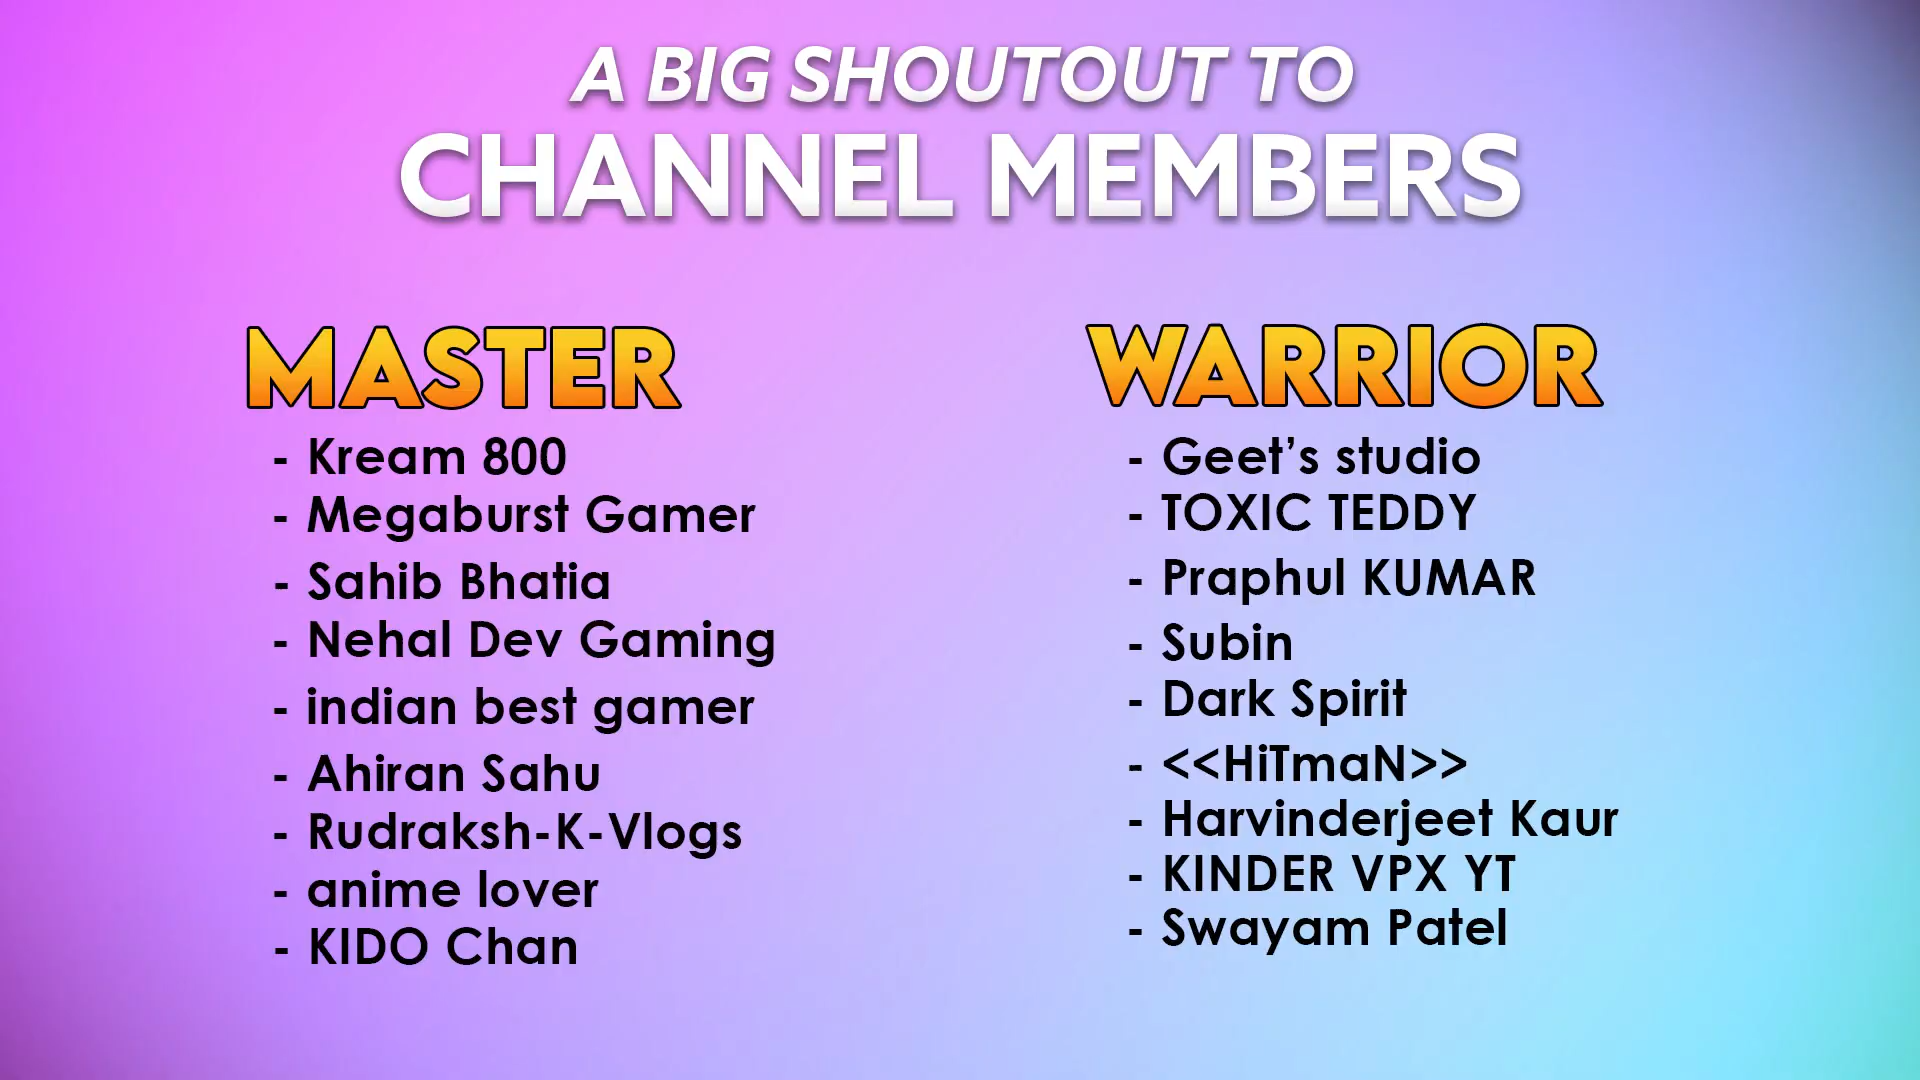 A BIG SHOUTOUT TO
CHANNEL MEMBERS
MASTER
- Kream 800
- Megaburst Gamer
- Sahib Bhatia
- Nehal Dev Gaming
- indian best gamer
- Ahiran Sahu
- Rudraksh-K-Vlogs
- anime lover
- KIDO Chan
WARRIOR
- Geet’s studio
- TOXIC TEDDY
- Praphul KUMAR
- Subin
- Dark Spirit
- <<HiTmaN>>
- Harvinderjeet Kaur
- KINDER VPX YT
- Swayam Patel